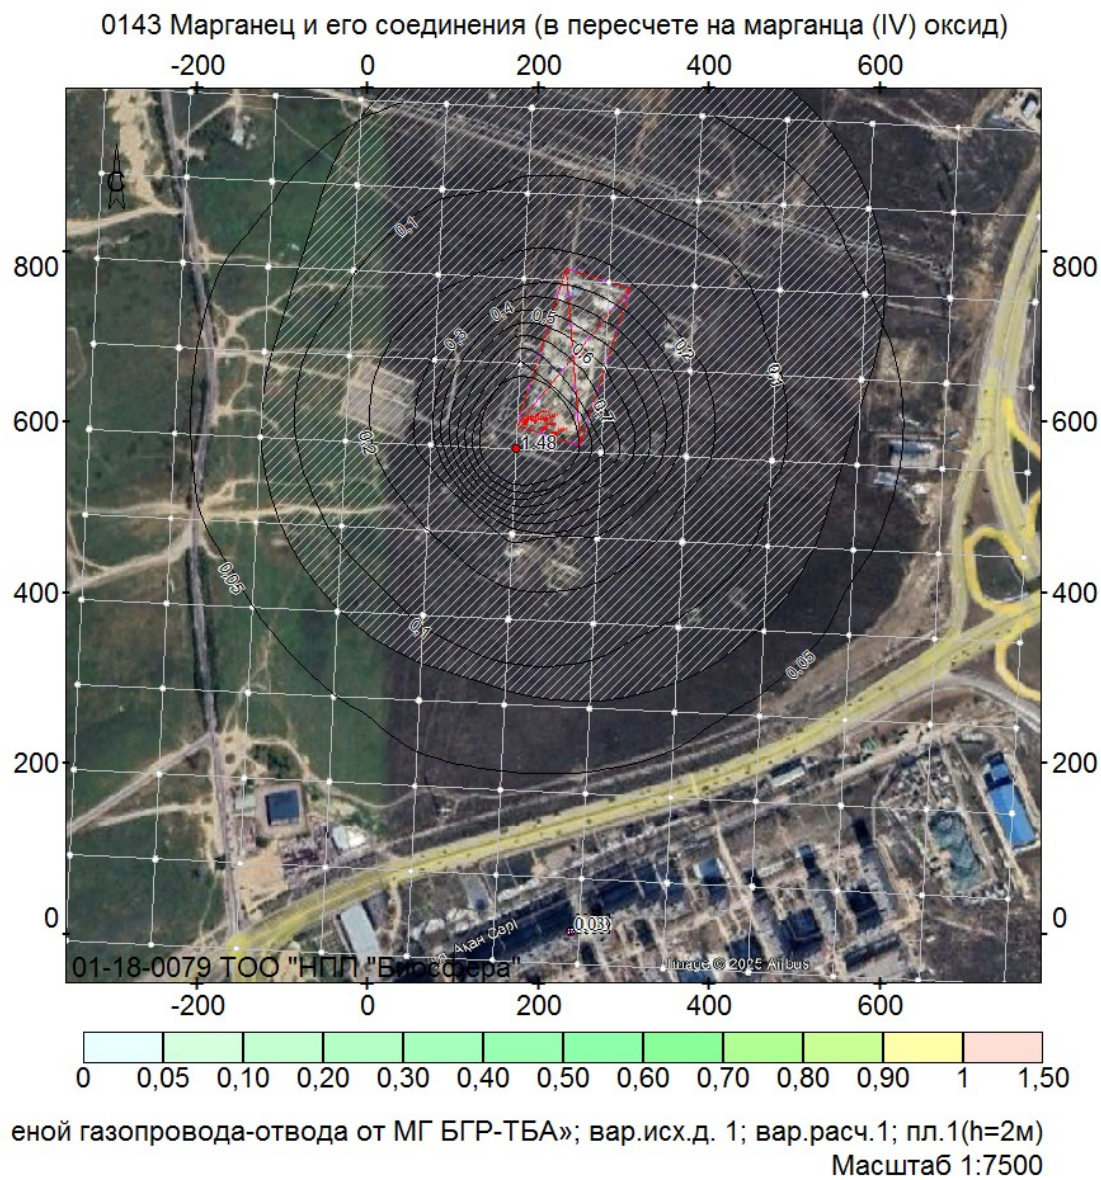 0143 Марганец и его соединения (в пересчете на марганца (IV) оксид)
-200 0 200 400 600
С
800 800
0,1
0,4 0,5
0,3 0,6 0,2 0,1
0,7
600 600
0,2
1.48
400 400
0,05
0,1
0,05
200 200
0 0
0.03
Ақан Сері
01-18-0079 ТОО "НПП "Биосфера"
Image © 2025 Airbus
-200 0 200 400 600
0 0,05 0,10 0,20 0,30 0,40 0,50 0,60 0,70 0,80 0,90 1 1,50
еной газопровода-отвода от МГ БГР-ТБА»; вар.исх.д. 1; вар.расч.1; пл.1(h=2м)
Масштаб 1:7500